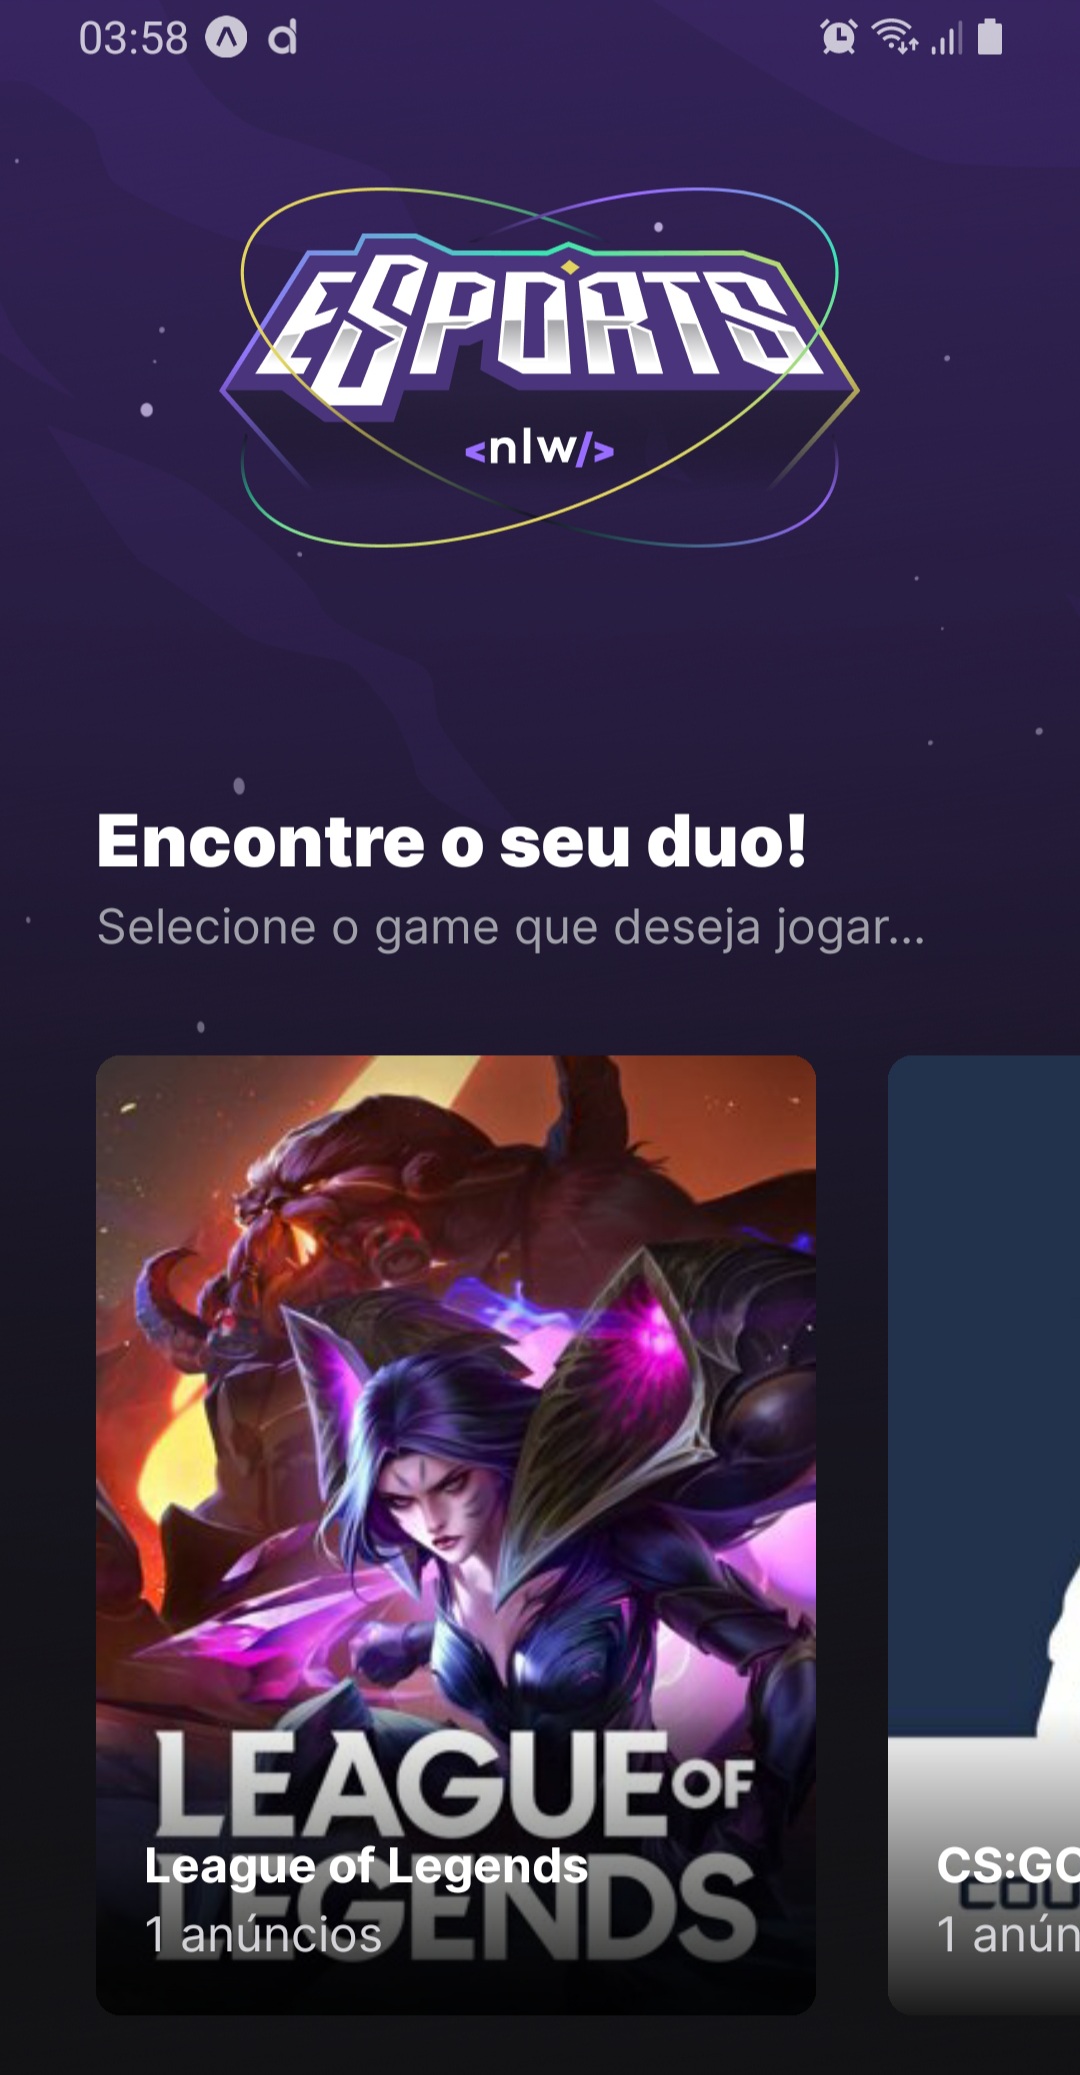 03:58
ESPORTS
<nlw/>
Encontre o seu duo!
Selecione o game que deseja jogar...
LEAGUE OF
LEGENDS
League of Legends
1 anúncios
CS:GO
COU
1 anún